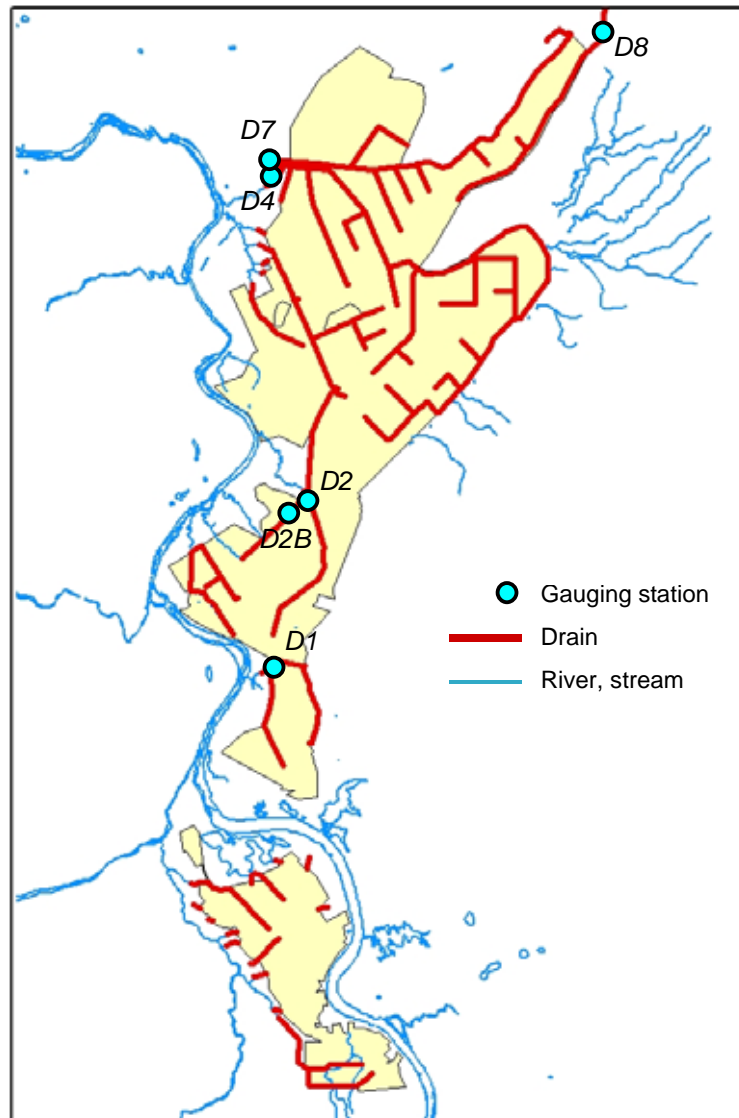 D8
D7
D4
D2
D2B
Gauging station
Drain
D1
River, stream